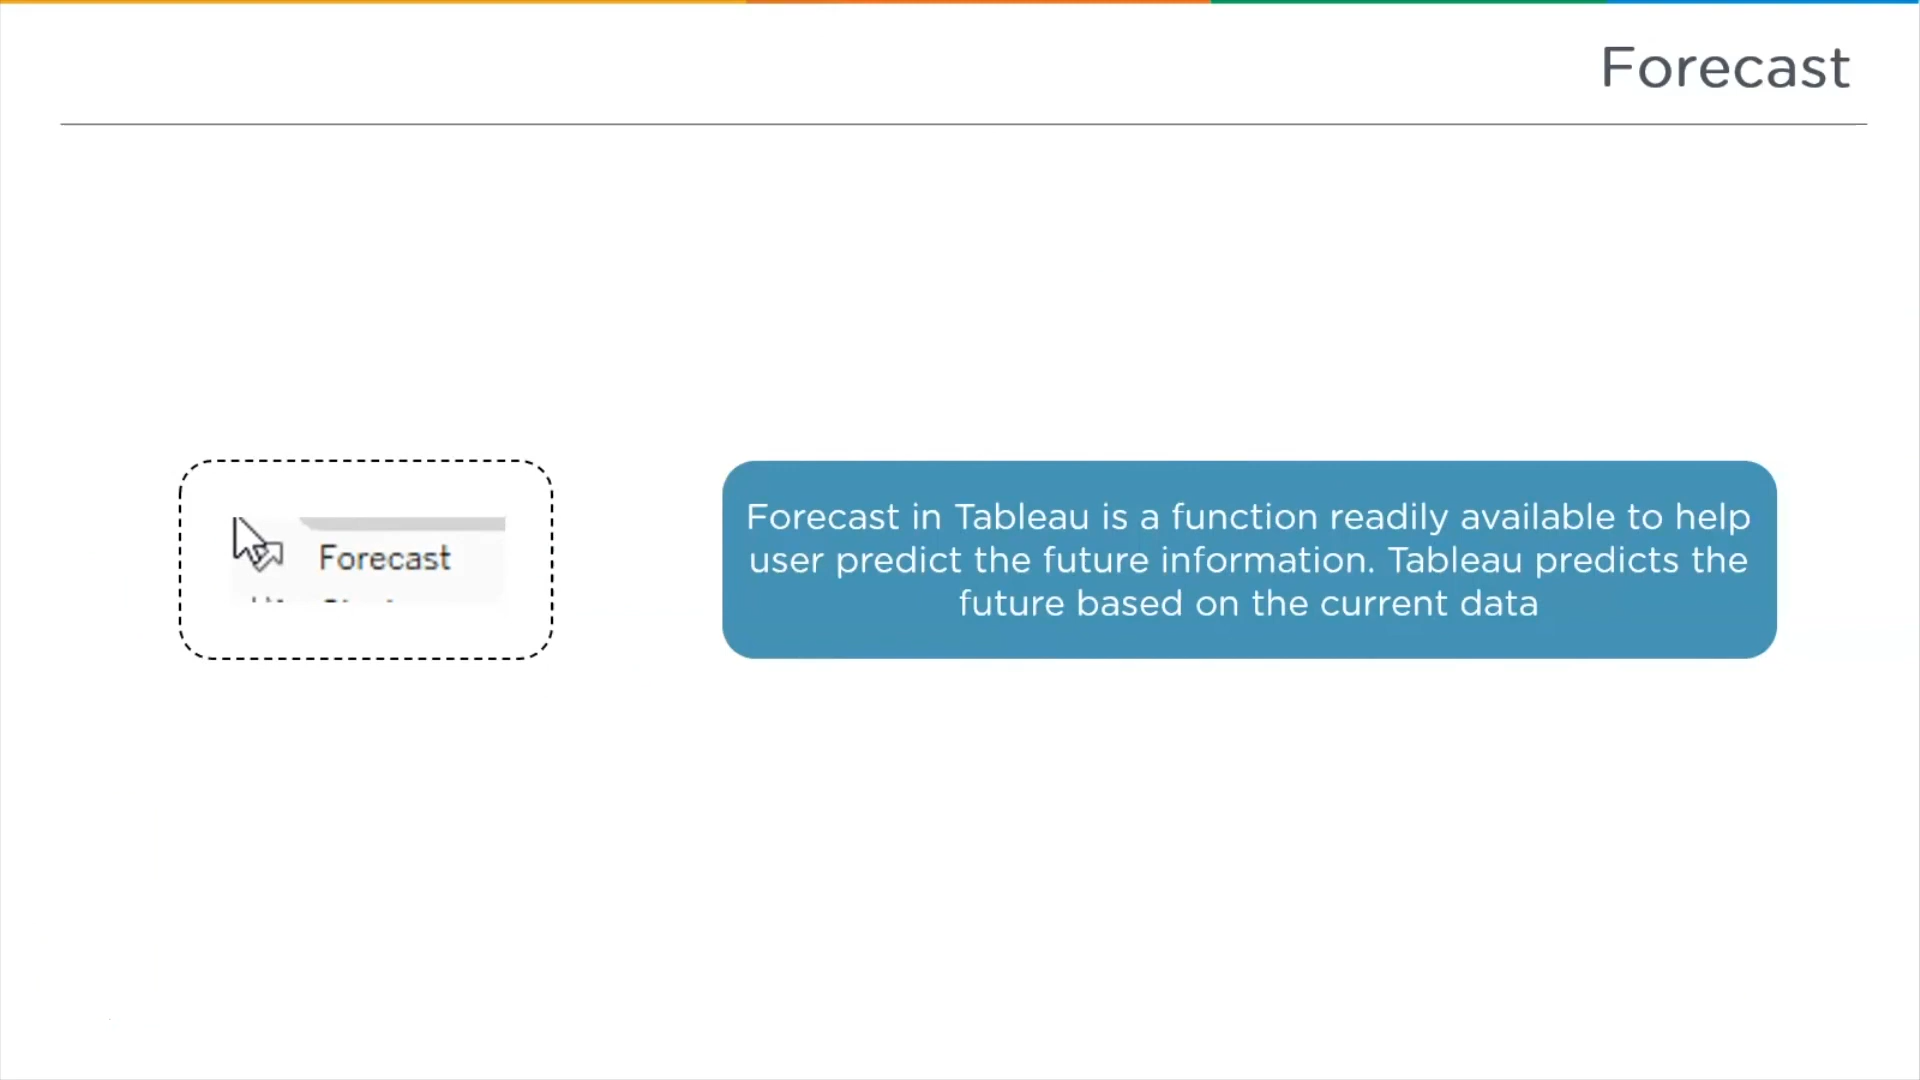 Forecast
Forecast
Forecast in Tableau is a function readily available to help
user predict the future information. Tableau predicts the
future based on the current data